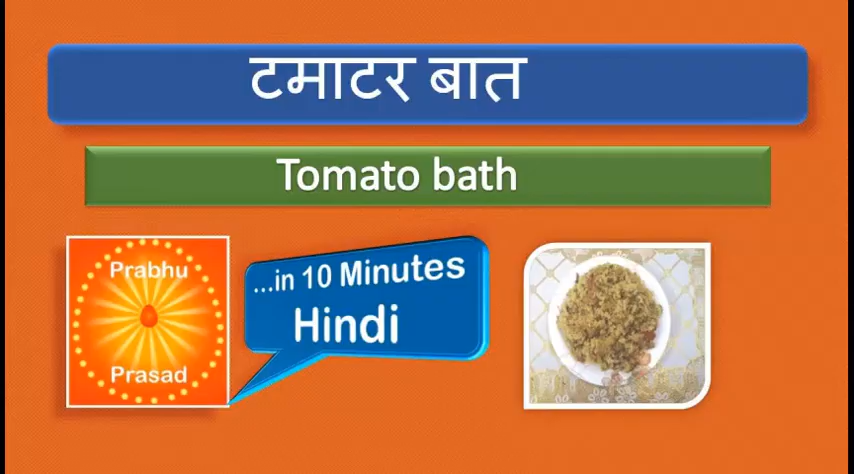 टमाटर बात
Tomato bath
Prabhu
Prasad
...in 10 Minutes
Hindi